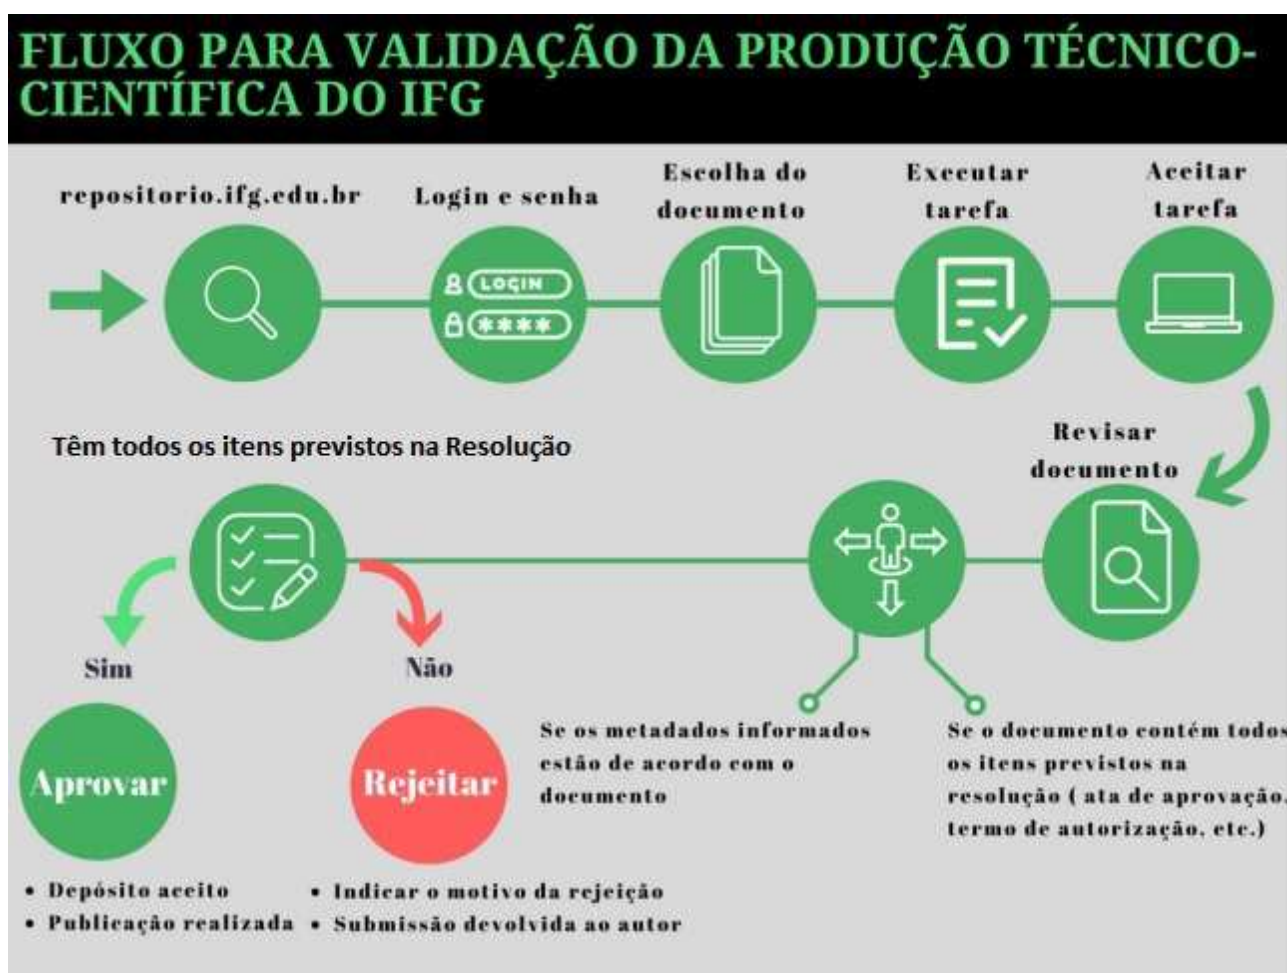 FLUXO PARA VALIDAÇÃO DA PRODUÇÃO TÉCNICO-
CIENTÍFICA DO IFG
repositorio.ifg.edu.br
Login e senha
Escolha do
documento
Executar
tarefa
Aceitar
tarefa
LOGIN
****
Revisar
documento
Têm todos os itens previstos na Resolução
Sim
Não
Aprovar
Rejeitar
Se os metadados informados
estão de acordo com o
documento
Se o documento contém todos
os itens previstos na
resolução ( ata de aprovação,
termo de autorização, etc.)
• Depósito aceito
• Publicação realizada
• Indicar o motivo da rejeição
• Submissão devolvida ao autor